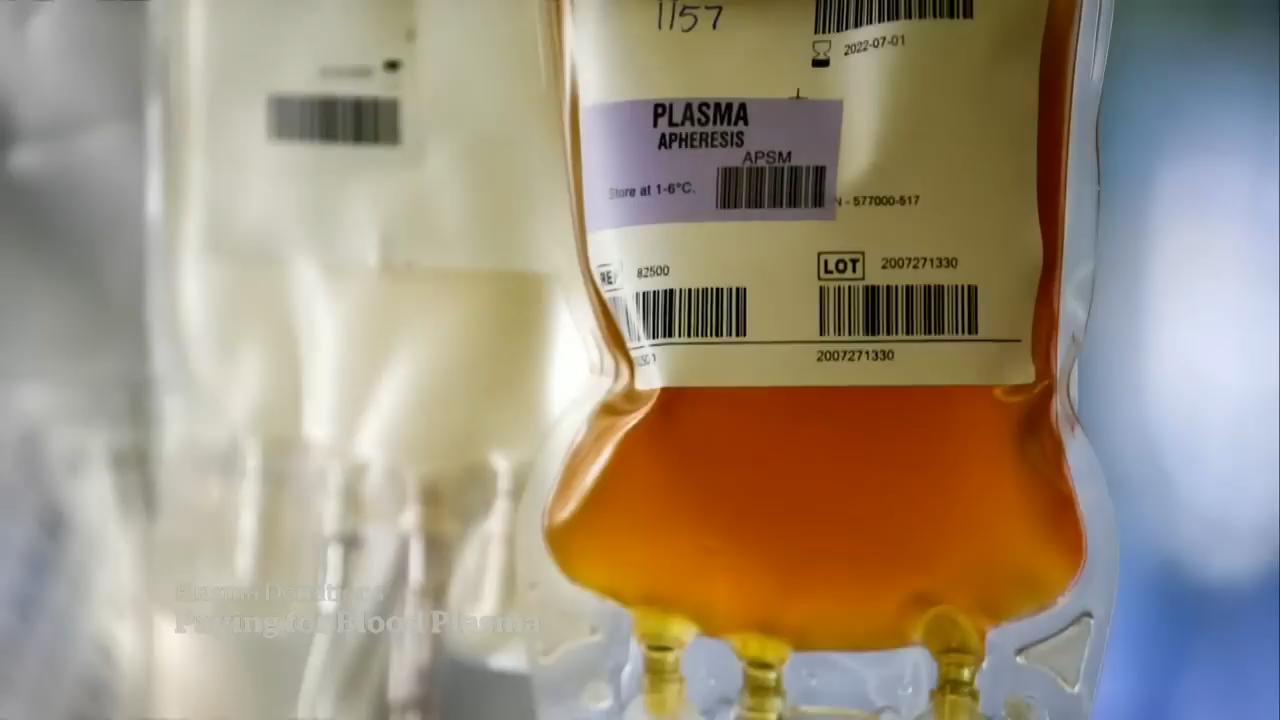 1157
2022-07-01
PLASMA
APHERESIS
APSM
Store at 1-6°C.
- 577000-517
82500
LOT
2007271330
2007271330
Plasma Donations
Paying for Blood Plasma